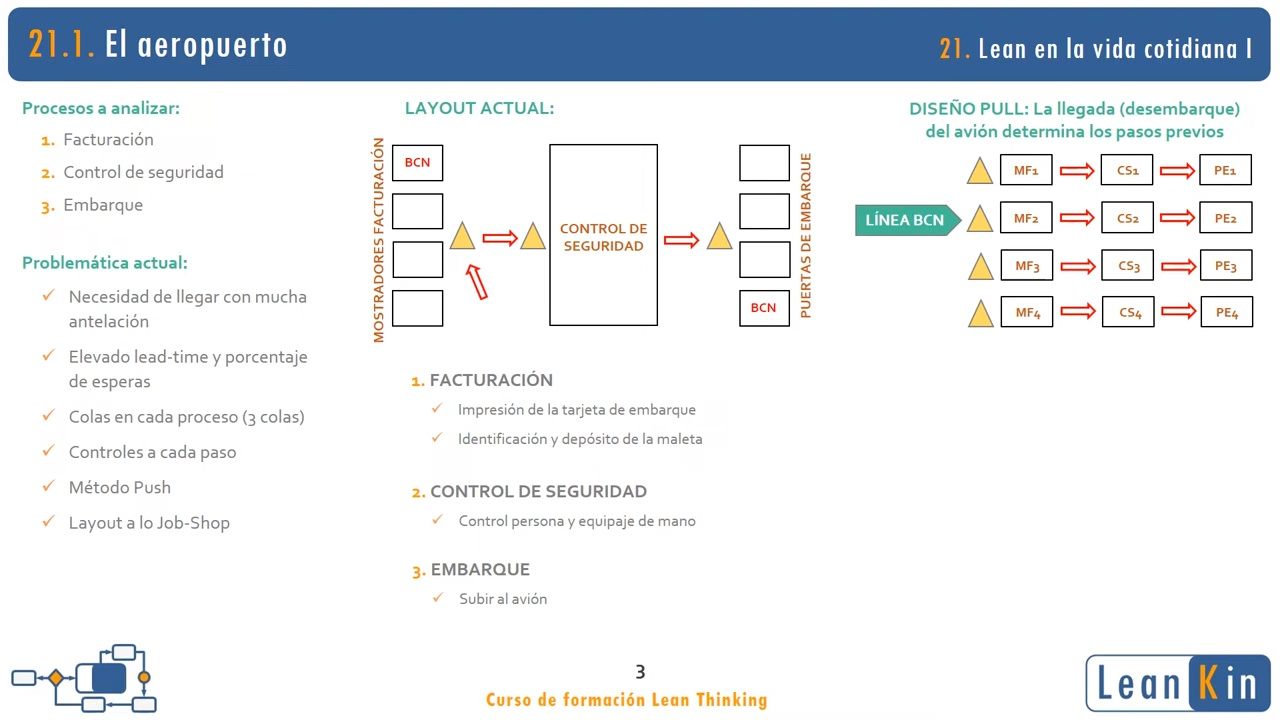 21.1. El aeropuerto
21. Lean en la vida cotidiana I
Procesos a analizar:
1. Facturación
2. Control de seguridad
3. Embarque
Problemática actual:
Necesidad de llegar con mucha
antelación
Elevado lead-time y porcentaje
de esperas
Colas en cada proceso (3 colas)
Controles a cada paso
Método Push
Layout a lo Job-Shop
LAYOUT ACTUAL:
MOSTRADORES FACTURACIÓN
BCN
CONTROL DE
SEGURIDAD
BCN
PUERTAS DE EMBARQUE
1. FACTURACIÓN
Impresión de la tarjeta de embarque
Identificación y depósito de la maleta
2. CONTROL DE SEGURIDAD
Control persona y equipaje de mano
3. EMBARQUE
Subir al avión
DISEÑO PULL: La llegada (desembarque)
del avión determina los pasos previos
MF1 CS1 PE1
LÍNEA BCN
MF2 CS2 PE2
MF3 CS3 PE3
MF4 CS4 PE4
3
Curso de formación Lean Thinking
LeanKin